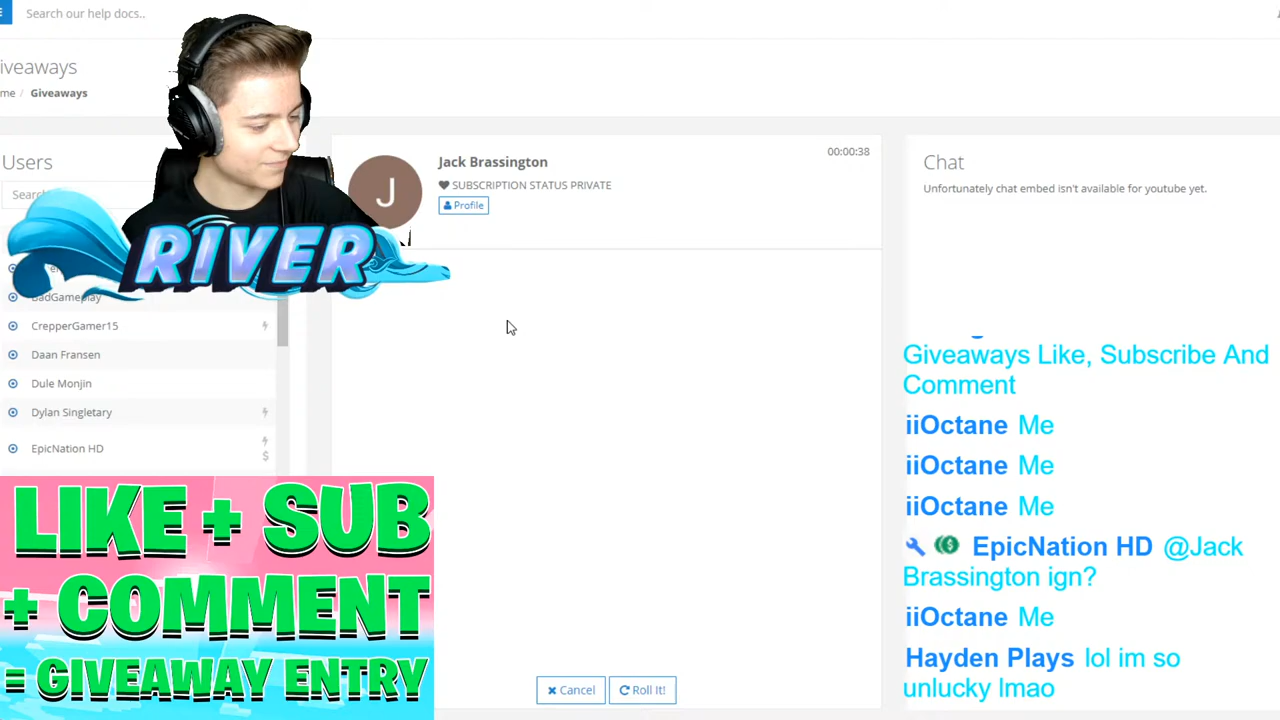 Search our help docs..
iveaways
me / Giveaways
Users
Jack Brassington
SUBSCRIPTION STATUS PRIVATE
Profile
00:00:38
J
RIVER
BadGameplay
CrepperGamer15
Daan Fransen
Dule Monjin
Dylan Singletary
EpicNation HD
$
LIKE + SUB
+ COMMENT
= GIVEAWAY ENTRY
Cancel
Roll It!
Chat
Unfortunately chat embed isn't available for youtube yet.
Giveaways Like, Subscribe And
Comment
iiOctane Me
iiOctane Me
iiOctane Me
EpicNation HD @Jack
Brassington ign?
iiOctane Me
Hayden Plays lol im so
unlucky lmao